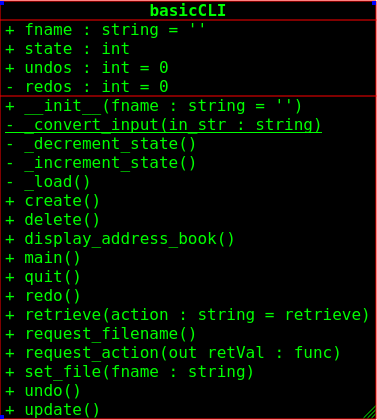 basicCLI
+ fname : string = ''
+ state : int
+ undos : int = 0
- redos : int = 0
+ __init__(fname : string = '')
- _convert_input(in_str : string)
- _decrement_state()
- _increment_state()
- _load()
+ create()
+ delete()
+ display_address_book()
+ main()
+ quit()
+ redo()
+ retrieve(action : string = retrieve)
+ request_filename()
+ request_action(out retVal : func)
+ set_file(fname : string)
+ undo()
+ update()